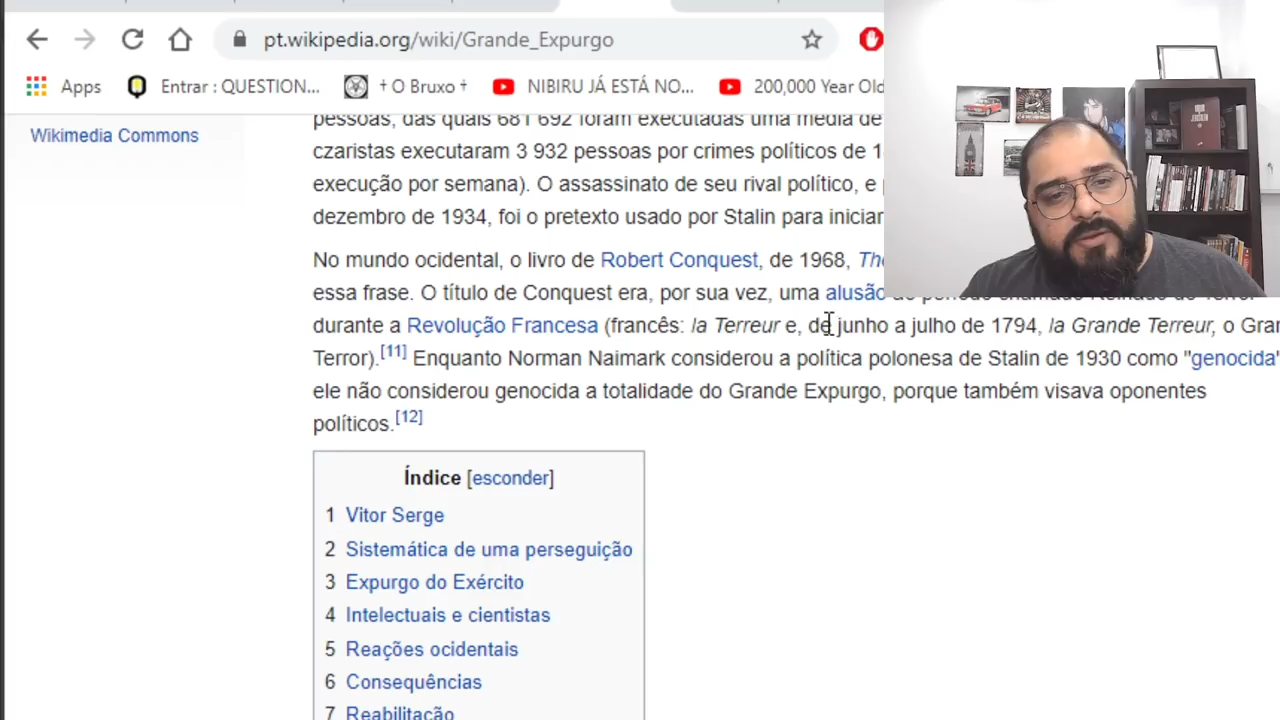 pt.wikipedia.org/wiki/Grande_Expurgo
Apps Entrar : QUESTION... † O Bruxo † NIBIRU JÁ ESTÁ NO... 200,000 Year Old
Wikimedia Commons
pessoas, das quais 681 692 foram executadas uma média de
czaristas executaram 3 932 pessoas por crimes políticos de 1
execução por semana). O assassinato de seu rival político, e
dezembro de 1934, foi o pretexto usado por Stalin para iniciar
No mundo ocidental, o livro de Robert Conquest, de 1968, The
essa frase. O título de Conquest era, por sua vez, uma alusão
durante a Revolução Francesa (francês: la Terreur e, de junho a julho de 1794, la Grande Terreur, o Gran
Terror).[11] Enquanto Norman Naimark considerou a política polonesa de Stalin de 1930 como "genocida"
ele não considerou genocida a totalidade do Grande Expurgo, porque também visava oponentes
políticos.[12]
Índice [esconder]
1 Vitor Serge
2 Sistemática de uma perseguição
3 Expurgo do Exército
4 Intelectuais e cientistas
5 Reações ocidentais
6 Consequências
7 Reabilitação